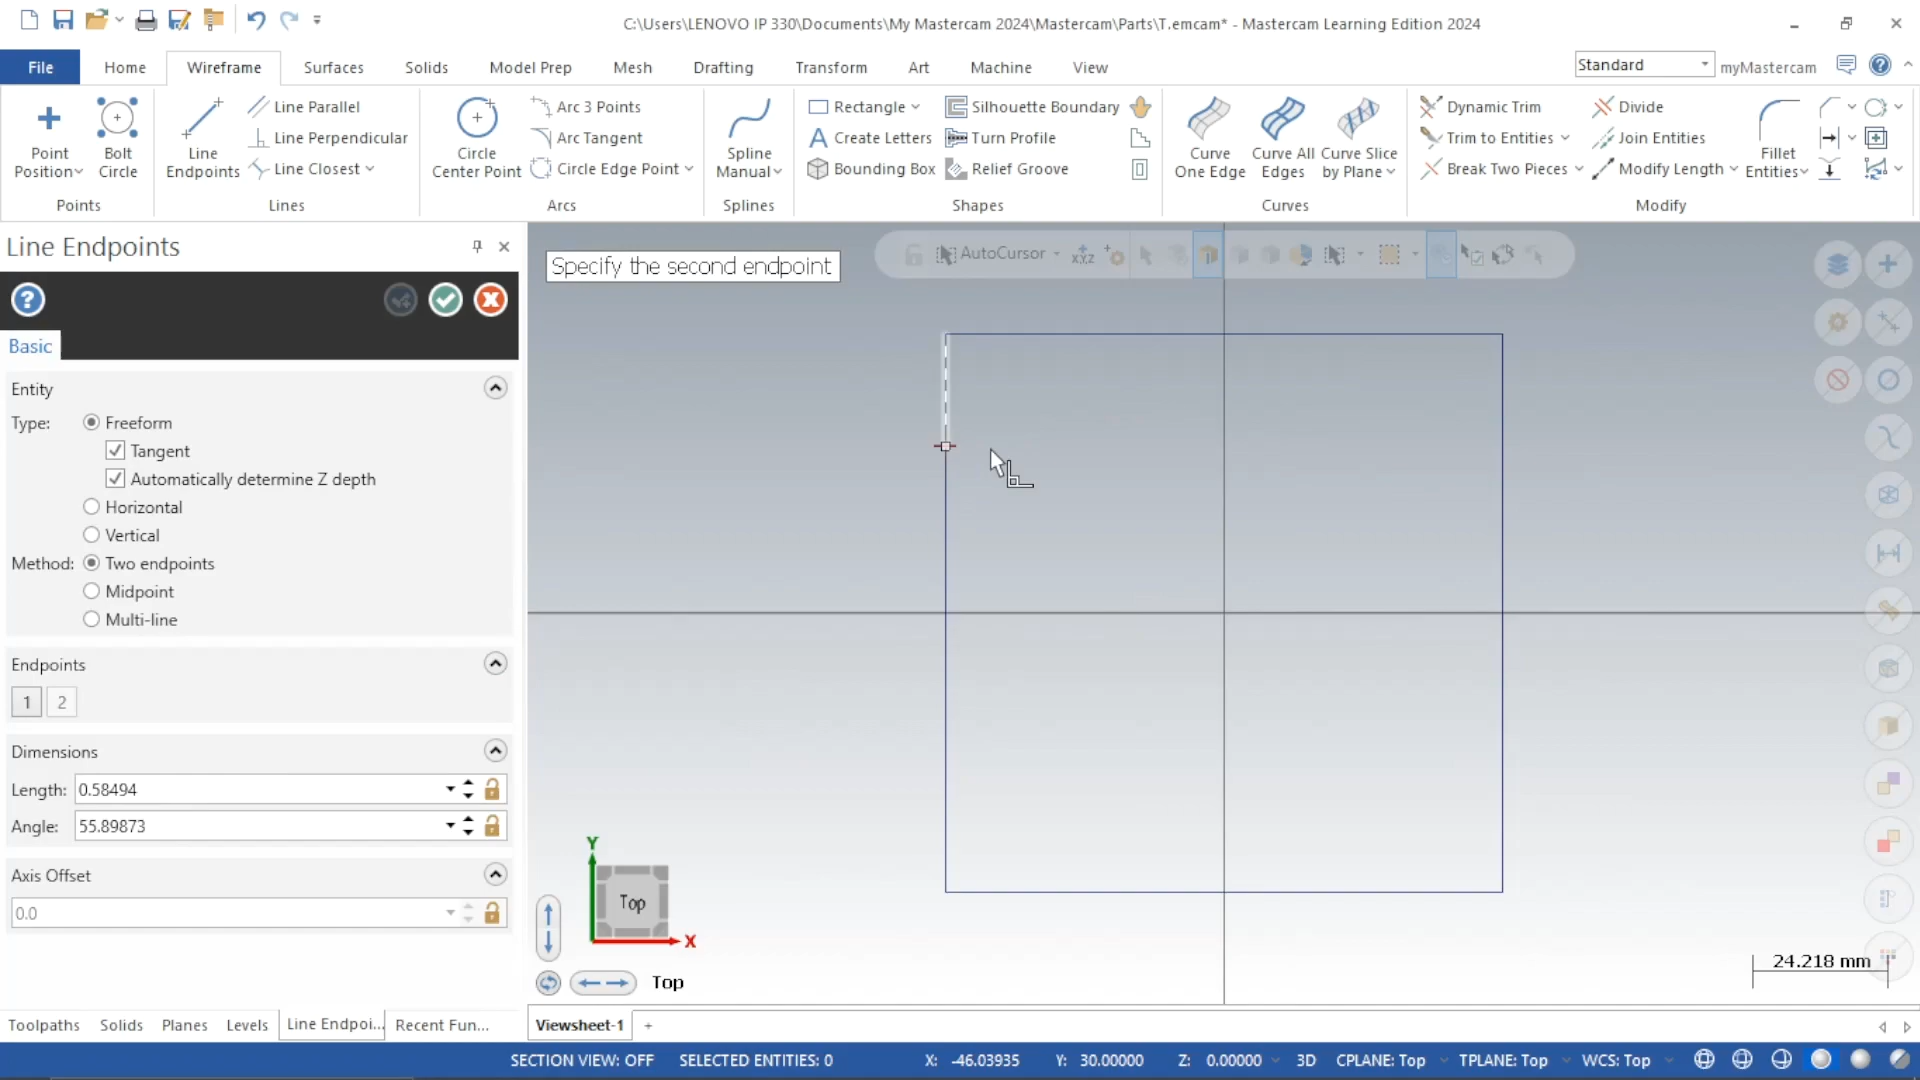 C:\Users\LENOVO IP 330\Documents\My Mastercam 2024\Mastercam\Parts\T.emcam* - Mastercam Learning Edition 2024
File Home Wireframe Surfaces Solids Model Prep Mesh Drafting Transform Art Machine View Standard myMastercam
Point Position
Bolt Circle
Points
Line Endpoints
Line Parallel
Line Perpendicular
Line Closest
Lines
Circle Center Point
Arc 3 Points
Arc Tangent
Circle Edge Point
Arcs
Spline Manual
Splines
Rectangle
Create Letters
Bounding Box
Silhouette Boundary
Turn Profile
Relief Groove
Shapes
Curve One Edge
Curve All Edges
Curve Slice by Plane
Curves
Dynamic Trim
Trim to Entities
Break Two Pieces
Divide
Join Entities
Modify Length
Fillet Entities
Modify
Line Endpoints
Basic
Entity
Type: Freeform
Tangent
Automatically determine Z depth
Horizontal
Vertical
Method: Two endpoints
Midpoint
Multi-line
Endpoints
1 2
Dimensions
Length: 0.58494
Angle: 55.89873
Axis Offset
0.0
Specify the second endpoint
AutoCursor
XYZ
Y
Top
X
Top
24.218 mm
Toolpaths Solids Planes Levels Line Endpoi... Recent Fun...
Viewsheet-1 +
SECTION VIEW: OFF SELECTED ENTITIES: 0 X: -46.03935 Y: 30.00000 Z: 0.00000 3D CPLANE: Top TPLANE: Top WCS: Top